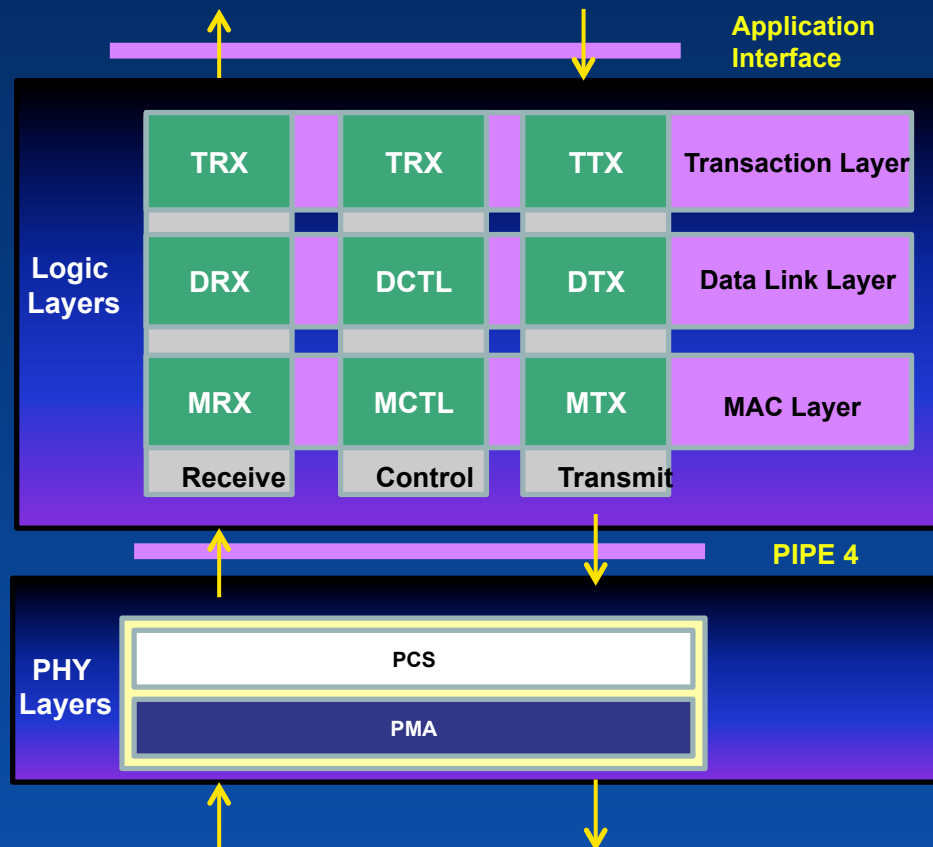 Application
Interface
TRX
TRX
TTX
Transaction Layer
Logic
Layers
DRX
DCTL
DTX
Data Link Layer
MRX
MCTL
MTX
MAC Layer
Receive
Control
Transmit
PIPE 4
PHY
Layers
PCS
PMA